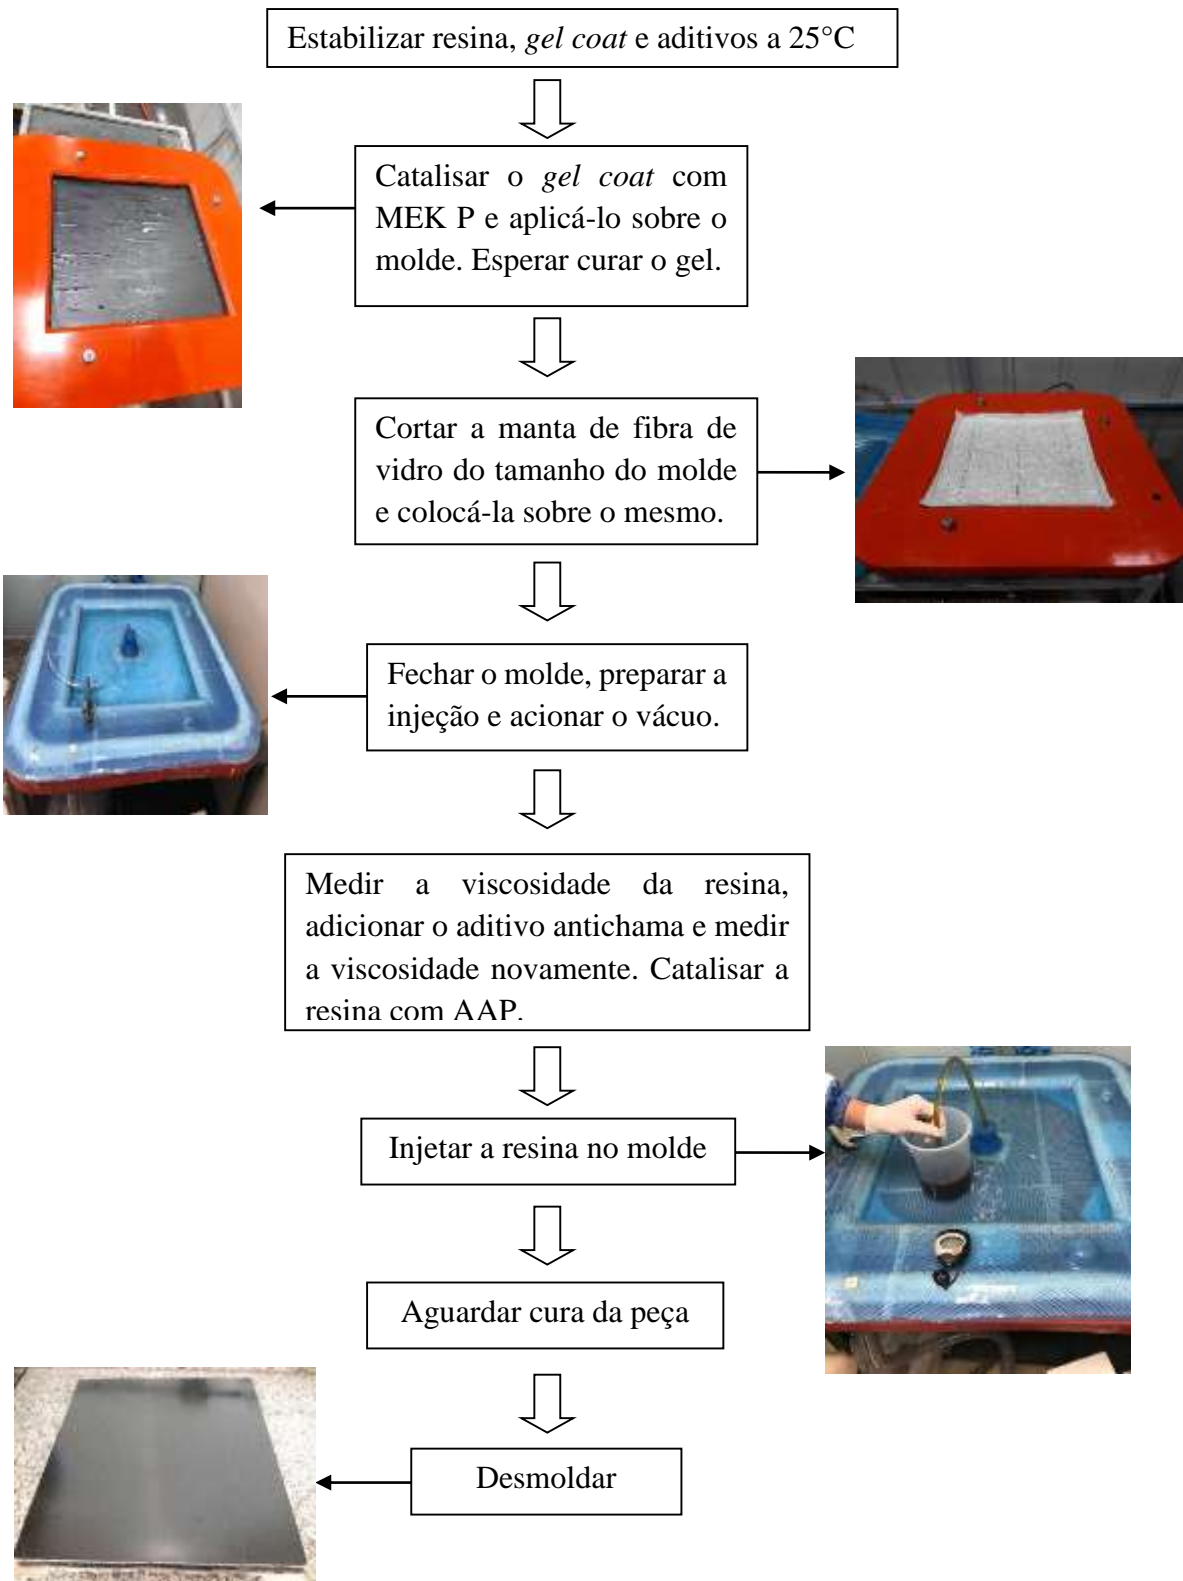 Estabilizar resina, gel coat e aditivos a 25°C
Catalisar o gel coat com
MEK P e aplicá-lo sobre o
molde. Esperar curar o gel.
Cortar a manta de fibra de
vidro do tamanho do molde
e colocá-la sobre o mesmo.
Fechar o molde, preparar a
injeção e acionar o vácuo.
Medir a viscosidade da resina,
adicionar o aditivo antichama e medir
a viscosidade novamente. Catalisar a
resina com AAP.
Injetar a resina no molde
Aguardar cura da peça
Desmoldar